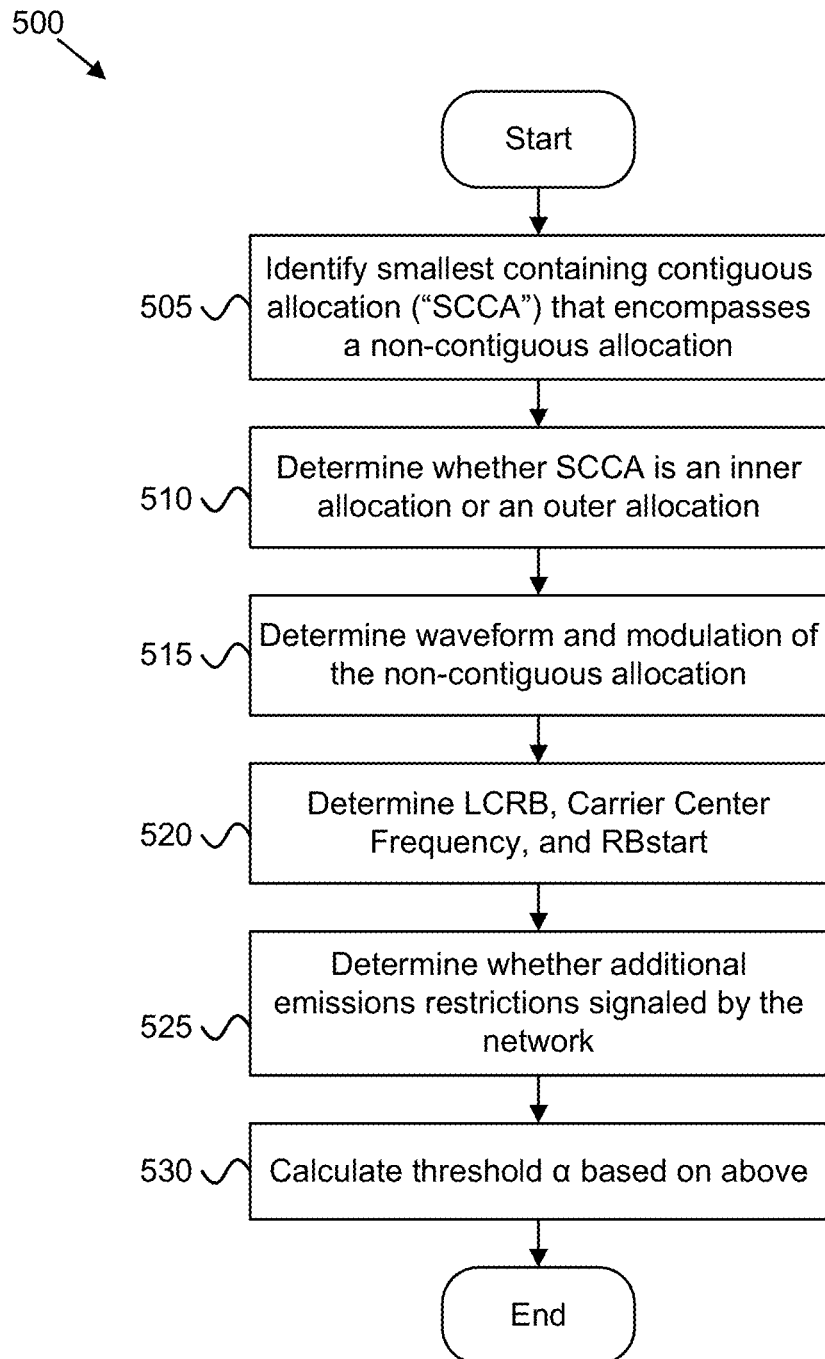 500
Start
505
Identify smallest containing contiguous
allocation (“SCCA”) that encompasses
a non-contiguous allocation
510
Determine whether SCCA is an inner
allocation or an outer allocation
515
Determine waveform and modulation of
the non-contiguous allocation
520
Determine LCRB, Carrier Center
Frequency, and RBstart
525
Determine whether additional
emissions restrictions signaled by the
network
530
Calculate threshold α based on above
End